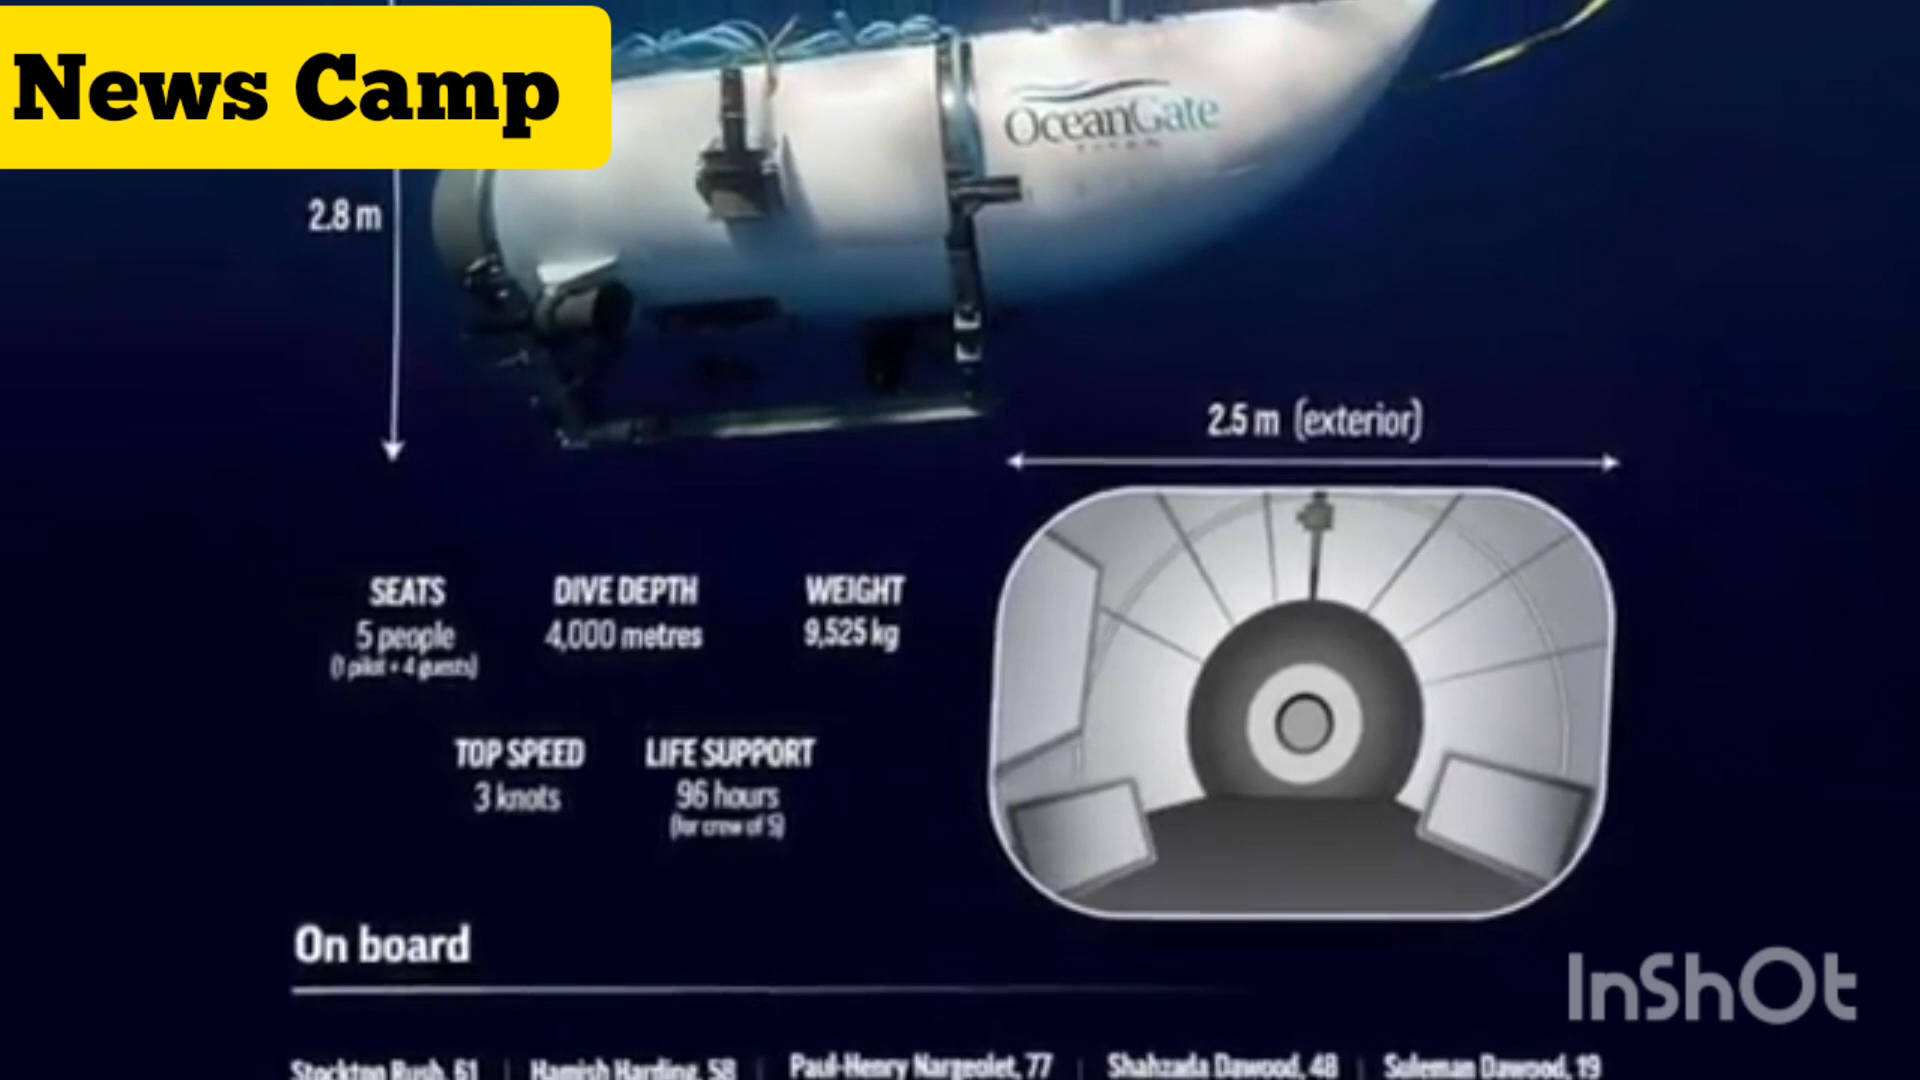 News Camp
OceanGate
2.8 m
2.5 m (exterior)
SEATS
5 people
(1 pilot + 4 guests)
DIVE DEPTH
4,000 metres
WEIGHT
9,525 kg
TOP SPEED
3 knots
LIFE SUPPORT
96 hours
(for crew of 5)
On board
InShOt
Stockton Rush, 61
Hamish Harding, 58
Paul-Henry Nargeolet, 77
Shahzada Dawood, 48
Suleman Dawood, 19